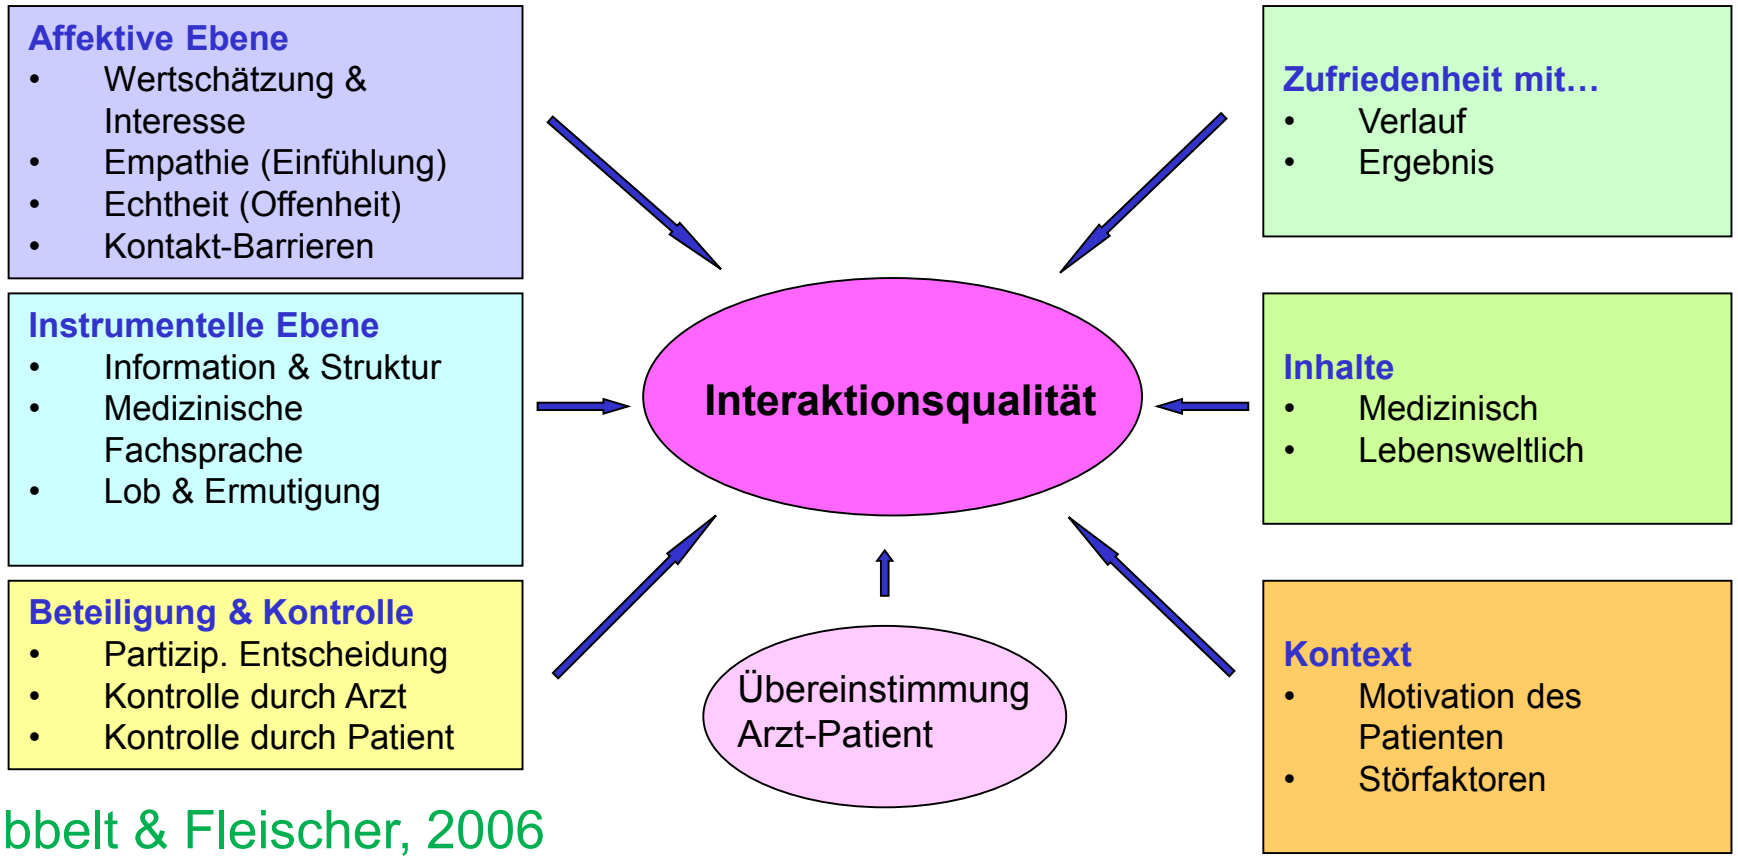 Affektive Ebene
• Wertschätzung &
Interesse
• Empathie (Einfühlung)
• Echtheit (Offenheit)
• Kontakt-Barrieren
Instrumentelle Ebene
• Information & Struktur
• Medizinische
Fachsprache
• Lob & Ermutigung
Beteiligung & Kontrolle
• Partizip. Entscheidung
• Kontrolle durch Arzt
• Kontrolle durch Patient
Interaktionsqualität
Übereinstimmung
Arzt-Patient
Zufriedenheit mit…
• Verlauf
• Ergebnis
Inhalte
• Medizinisch
• Lebensweltlich
Kontext
• Motivation des
Patienten
• Störfaktoren
bbelt & Fleischer, 2006